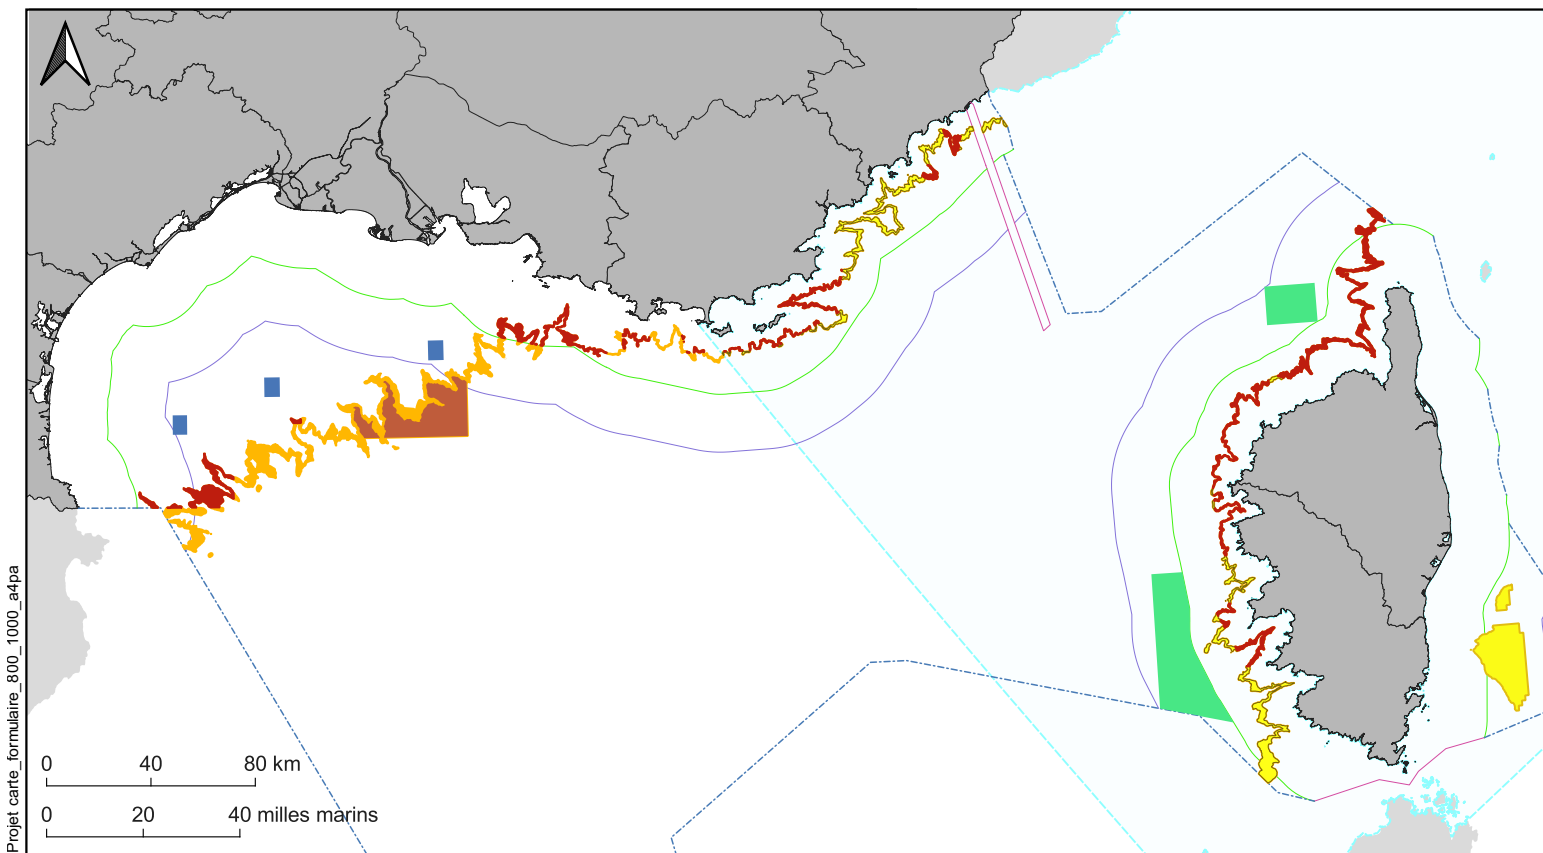 Projet carte_formulaire_800_1000_a4pa
0 40 80 km
0 20 40 milles marins